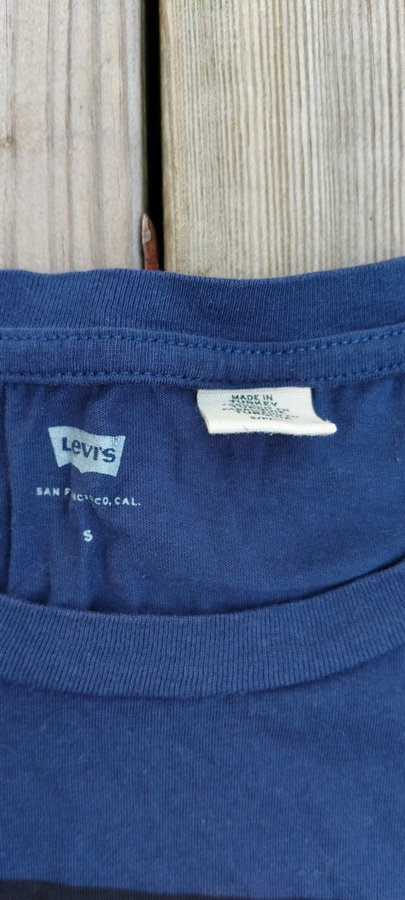 Levi's
SAN FRANCISCO, CAL.
S
MADE IN
TURKEY